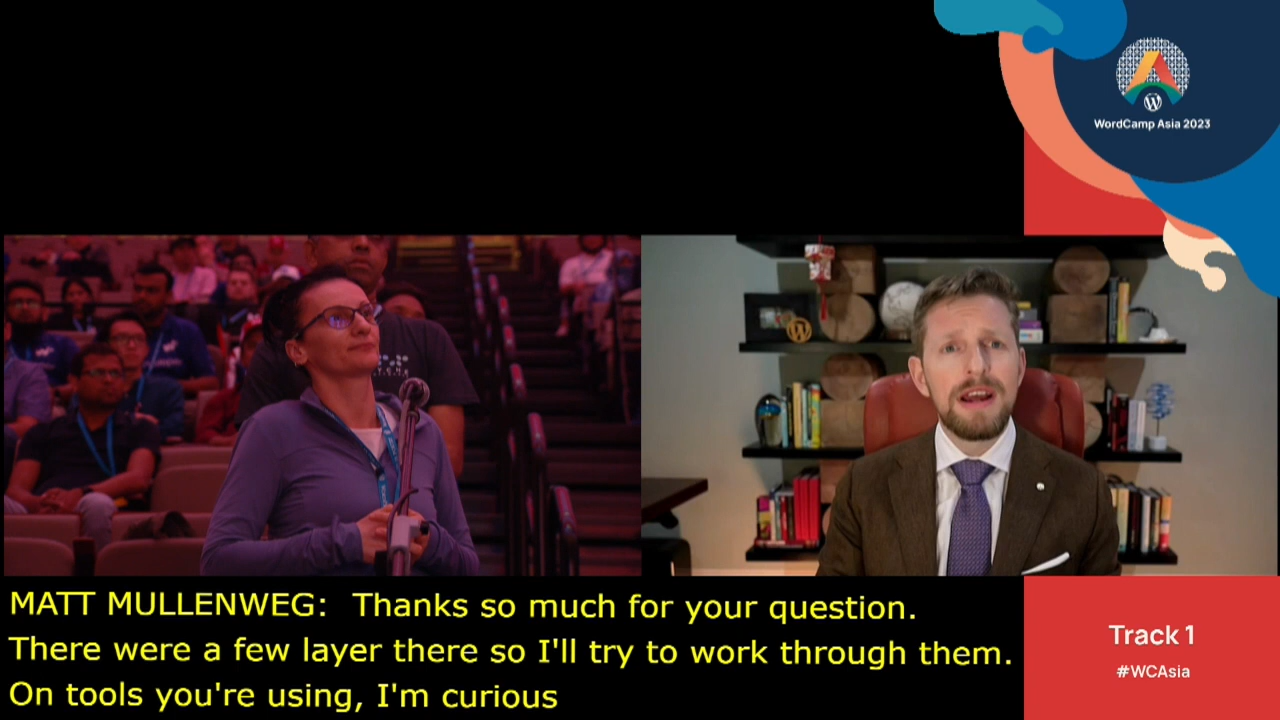 WordCamp Asia 2023
MATT MULLENWEG:  Thanks so much for your question.
There were a few layer there so I'll try to work through them.
On tools you're using, I'm curious
Track 1
#WCAsia